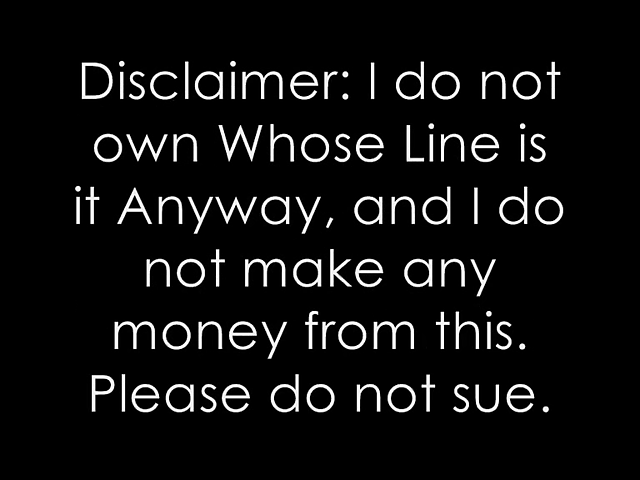 Disclaimer: I do not
own Whose Line is
it Anyway, and I do
not make any
money from this.
Please do not sue.